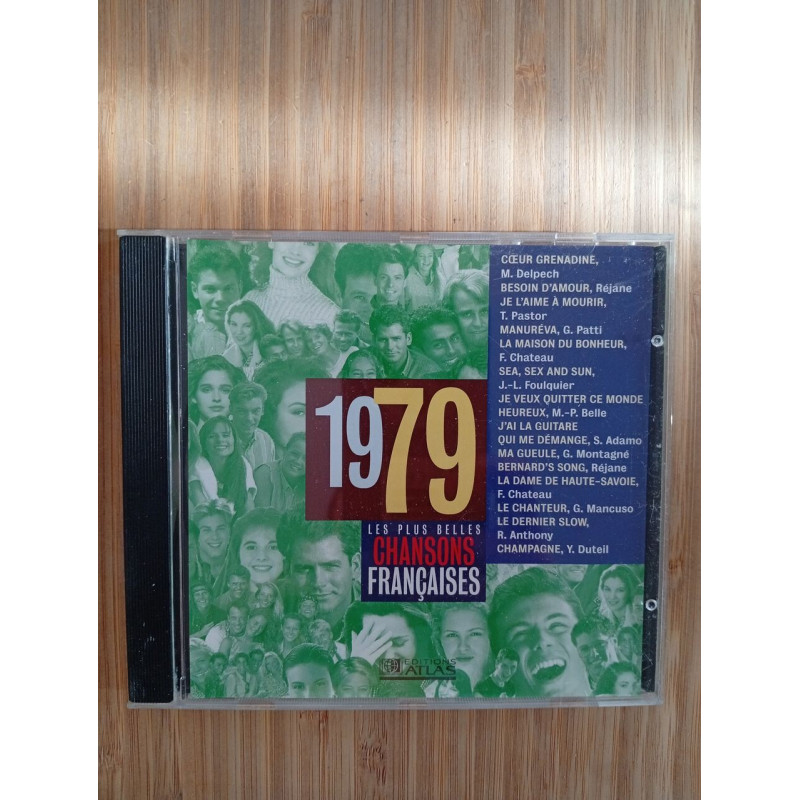 CŒUR GRENADINE,
M. Delpech
BESOIN D'AMOUR, Réjane
JE L'AIME À MOURIR,
T. Pastor
MANURÉVA, G. Patti
LA MAISON DU BONHEUR,
F. Chateau
SEA, SEX AND SUN,
J.-L. Foulquier
JE VEUX QUITTER CE MONDE
HEUREUX, M.-P. Belle
J'AI LA GUITARE
QUI ME DÉMANGE, S. Adamo
MA GUEULE, G. Montagné
BERNARD'S SONG, Réjane
LA DAME DE HAUTE-SAVOIE,
F. Chateau
LE CHANTEUR, G. Mancuso
LE DERNIER SLOW,
R. Anthony
CHAMPAGNE, Y. Duteil
1979
LES PLUS BELLES
CHANSONS
FRANÇAISES
EDITIONS
ATLAS